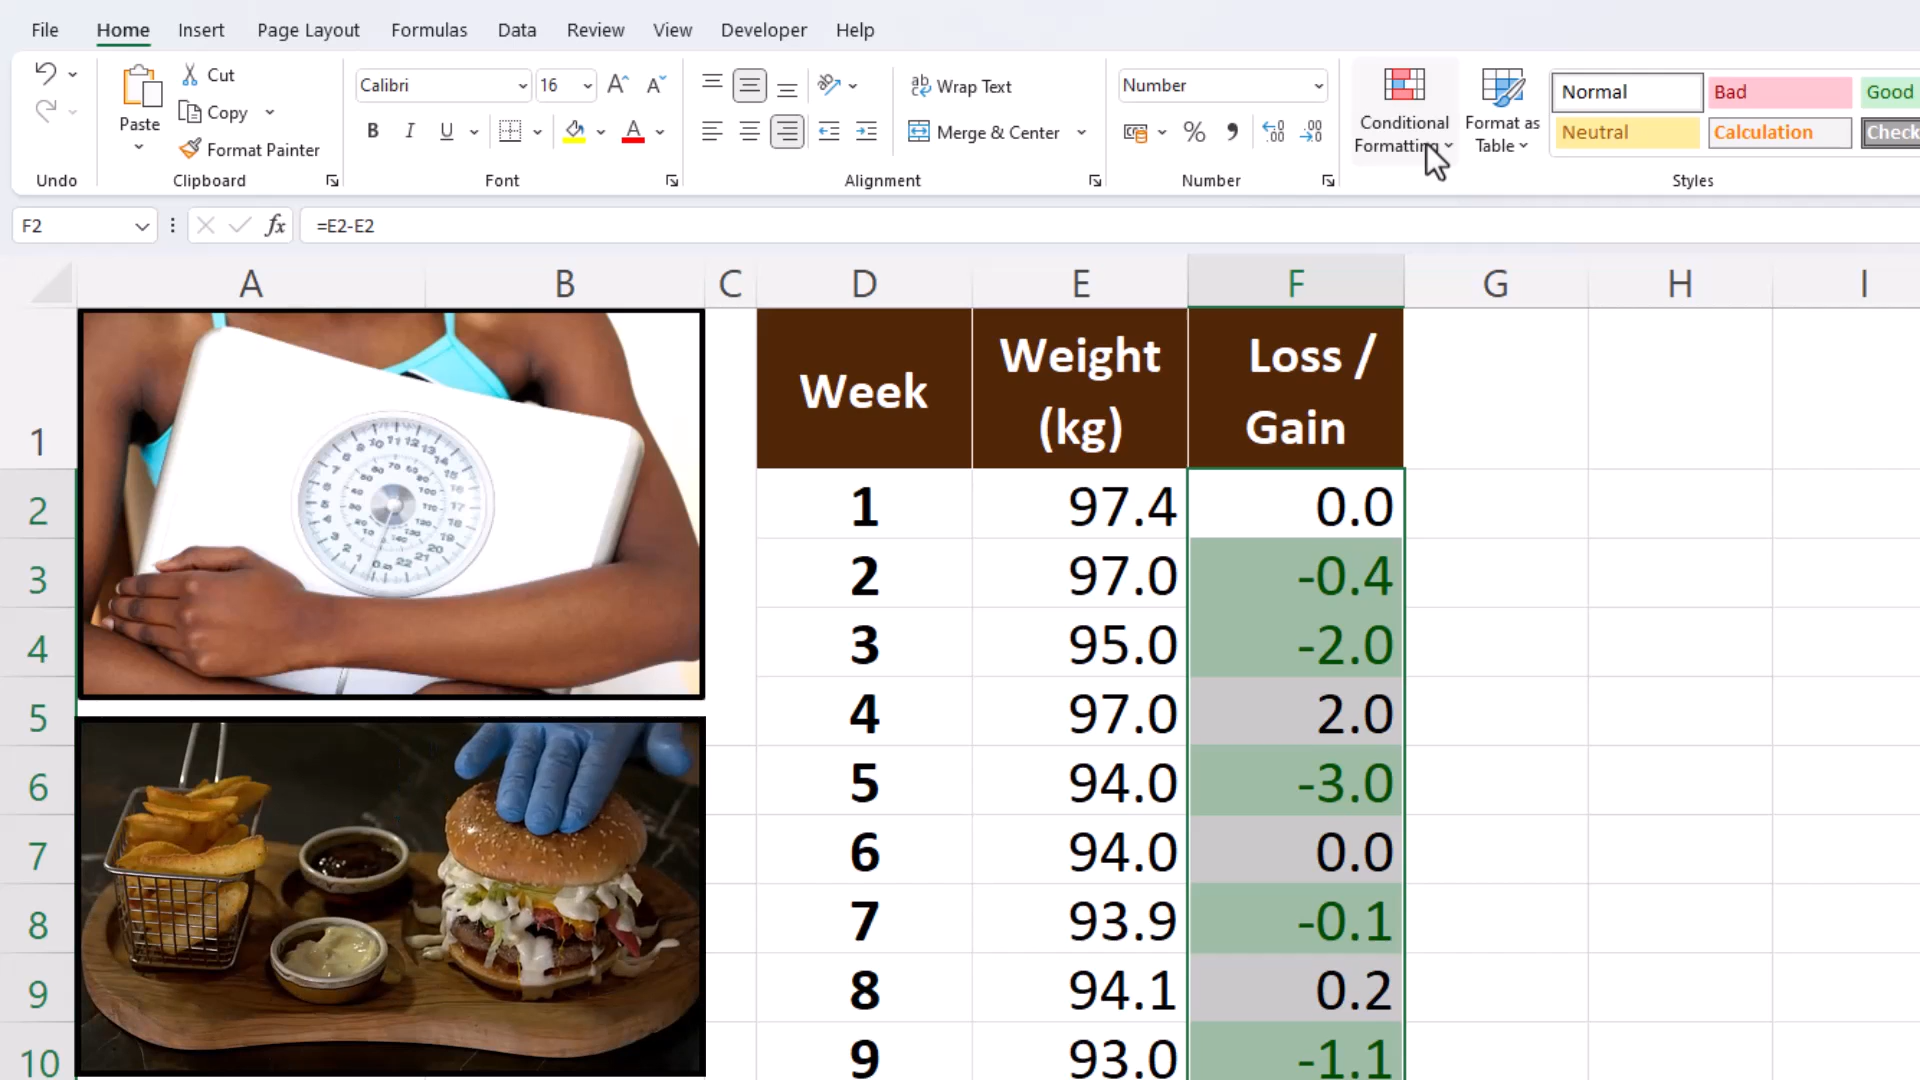 File Home Insert Page Layout Formulas Data Review View Developer Help
Cut
Copy
Format Painter
Paste
Undo
Clipboard
Calibri 16
B I U A
Font
ab Wrap Text
Merge & Center
Alignment
Number
% 9 .00 .00
Number
Conditional Formatting
Format as Table
Normal Bad Good
Neutral Calculation Check
Styles
F2 fx =E2-E2
A B C D E F G H I
1 Week Weight (kg) Loss / Gain
2 1 97.4 0.0
3 2 97.0 -0.4
4 3 95.0 -2.0
5 4 97.0 2.0
6 5 94.0 -3.0
7 6 94.0 0.0
8 7 93.9 -0.1
9 8 94.1 0.2
10 9 93.0 -1.1